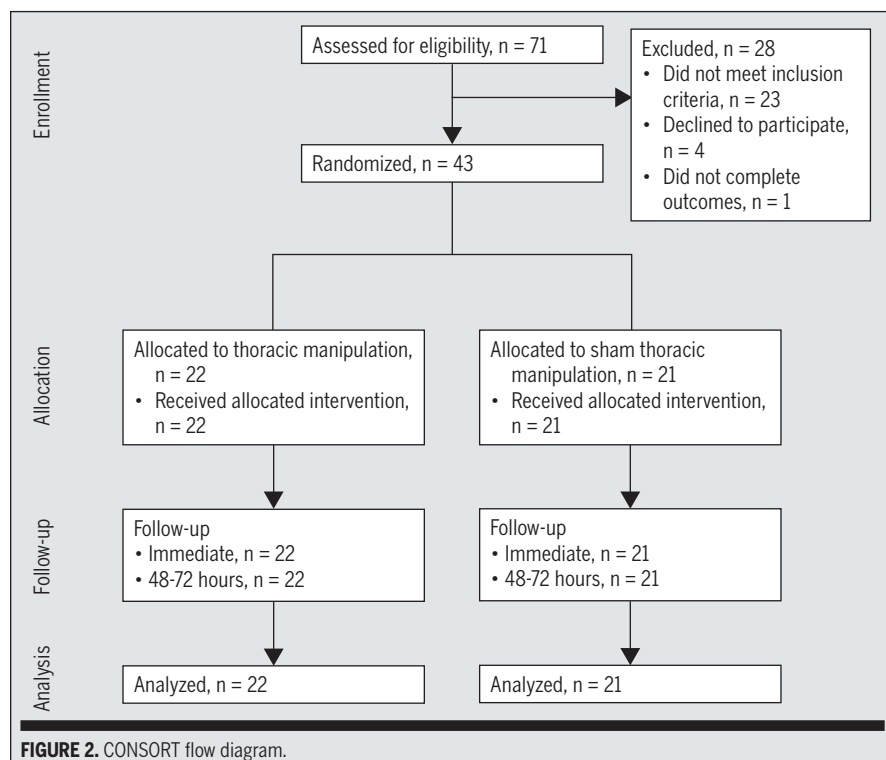 Enrollment
Assessed for eligibility, n = 71
Excluded, n = 28
• Did not meet inclusion
criteria, n = 23
• Declined to participate,
n = 4
• Did not complete
outcomes, n = 1
Randomized, n = 43
Allocation
Allocated to thoracic manipulation,
n = 22
• Received allocated intervention,
n = 22
Allocated to sham thoracic
manipulation, n = 21
• Received allocated intervention,
n = 21
Follow-up
Follow-up
• Immediate, n = 22
• 48-72 hours, n = 22
Follow-up
• Immediate, n = 21
• 48-72 hours, n = 21
Analysis
Analyzed, n = 22
Analyzed, n = 21
FIGURE 2. CONSORT flow diagram.